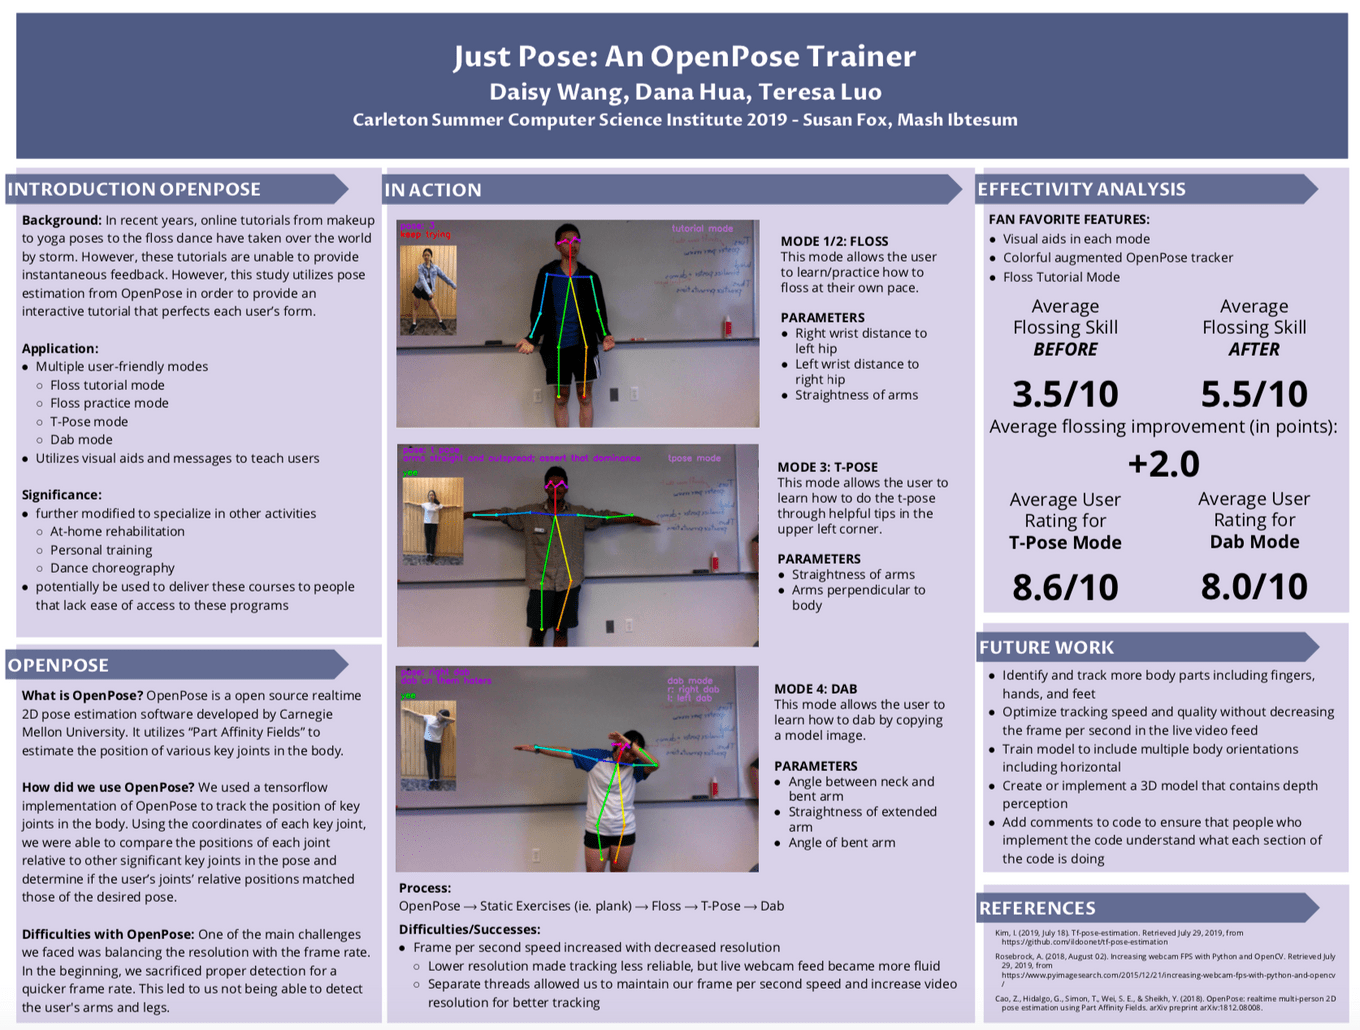 Just Pose: An OpenPose Trainer
Daisy Wang, Dana Hua, Teresa Luo
Carleton Summer Computer Science Institute 2019 - Susan Fox, Mash Ibtesum
INTRODUCTION OPENPOSE
Background: In recent years, online tutorials from makeup
to yoga poses to the floss dance have taken over the world
by storm. However, these tutorials are unable to provide
instantaneous feedback. However, this study utilizes pose
estimation from OpenPose in order to provide an
interactive tutorial that perfects each user's form.
Application:
● Multiple user-friendly modes
○ Floss tutorial mode
○ Floss practice mode
○ T-Pose mode
○ Dab mode
● Utilizes visual aids and messages to teach users
Significance:
● further modified to specialize in other activities
○ At-home rehabilitation
○ Personal training
○ Dance choreography
● potentially be used to deliver these courses to people
that lack ease of access to these programs
OPENPOSE
What is OpenPose? OpenPose is a open source realtime
2D pose estimation software developed by Carnegie
Mellon University. It utilizes “Part Affinity Fields” to
estimate the position of various key joints in the body.
How did we use OpenPose? We used a tensorflow
implementation of OpenPose to track the position of key
joints in the body. Using the coordinates of each key joint,
we were able to compare the positions of each joint
relative to other significant key joints in the pose and
determine if the user's joints' relative positions matched
those of the desired pose.
Difficulties with OpenPose: One of the main challenges
we faced was balancing the resolution with the frame rate.
In the beginning, we sacrificed proper detection for a
quicker frame rate. This led to us not being able to detect
the user's arms and legs.
IN ACTION
pose: 1
keep trying
tutorial mode
MODE 1/2: FLOSS
This mode allows the user
to learn/practice how to
floss at their own pace.
PARAMETERS
● Right wrist distance to
left hip
● Left wrist distance to
right hip
● Straightness of arms
pose: t pose
arms straight and outspread; assert that dominance
yee
tpose mode
MODE 3: T-POSE
This mode allows the user to
learn how to do the t-pose
through helpful tips in the
upper left corner.
PARAMETERS
● Straightness of arms
● Arms perpendicular to
body
pose: right dab
dab on them haters
yee
dab mode
r: right dab
l: left dab
MODE 4: DAB
This mode allows the user to
learn how to dab by copying
a model image.
PARAMETERS
● Angle between neck and
bent arm
● Straightness of extended
arm
● Angle of bent arm
Process:
OpenPose → Static Exercises (ie. plank) → Floss → T-Pose → Dab
Difficulties/Successes:
● Frame per second speed increased with decreased resolution
○ Lower resolution made tracking less reliable, but live webcam feed became more fluid
○ Separate threads allowed us to maintain our frame per second speed and increase video
resolution for better tracking
EFFECTIVITY ANALYSIS
FAN FAVORITE FEATURES:
● Visual aids in each mode
● Colorful augmented OpenPose tracker
● Floss Tutorial Mode
Average
Flossing Skill
BEFORE
3.5/10
Average
Flossing Skill
AFTER
5.5/10
Average flossing improvement (in points):
+2.0
Average User
Rating for
T-Pose Mode
8.6/10
Average User
Rating for
Dab Mode
8.0/10
FUTURE WORK
● Identify and track more body parts including fingers,
hands, and feet
● Optimize tracking speed and quality without decreasing
the frame per second in the live video feed
● Train model to include multiple body orientations
including horizontal
● Create or implement a 3D model that contains depth
perception
● Add comments to code to ensure that people who
implement the code understand what each section of
the code is doing
REFERENCES
Kim, I. (2019, July 18). Tf-pose-estimation. Retrieved July 29, 2019, from
https://github.com/ildoonet/tf-pose-estimation
Rosebrock, A. (2018, August 02). Increasing webcam FPS with Python and OpenCV. Retrieved July
29, 2019, from
https://www.pyimagesearch.com/2015/12/21/increasing-webcam-fps-with-python-and-opencv
/
Cao, Z., Hidalgo, G., Simon, T., Wei, S. E., & Sheikh, Y. (2018). OpenPose: realtime multi-person 2D
pose estimation using Part Affinity Fields. arXiv preprint arXiv:1812.08008.